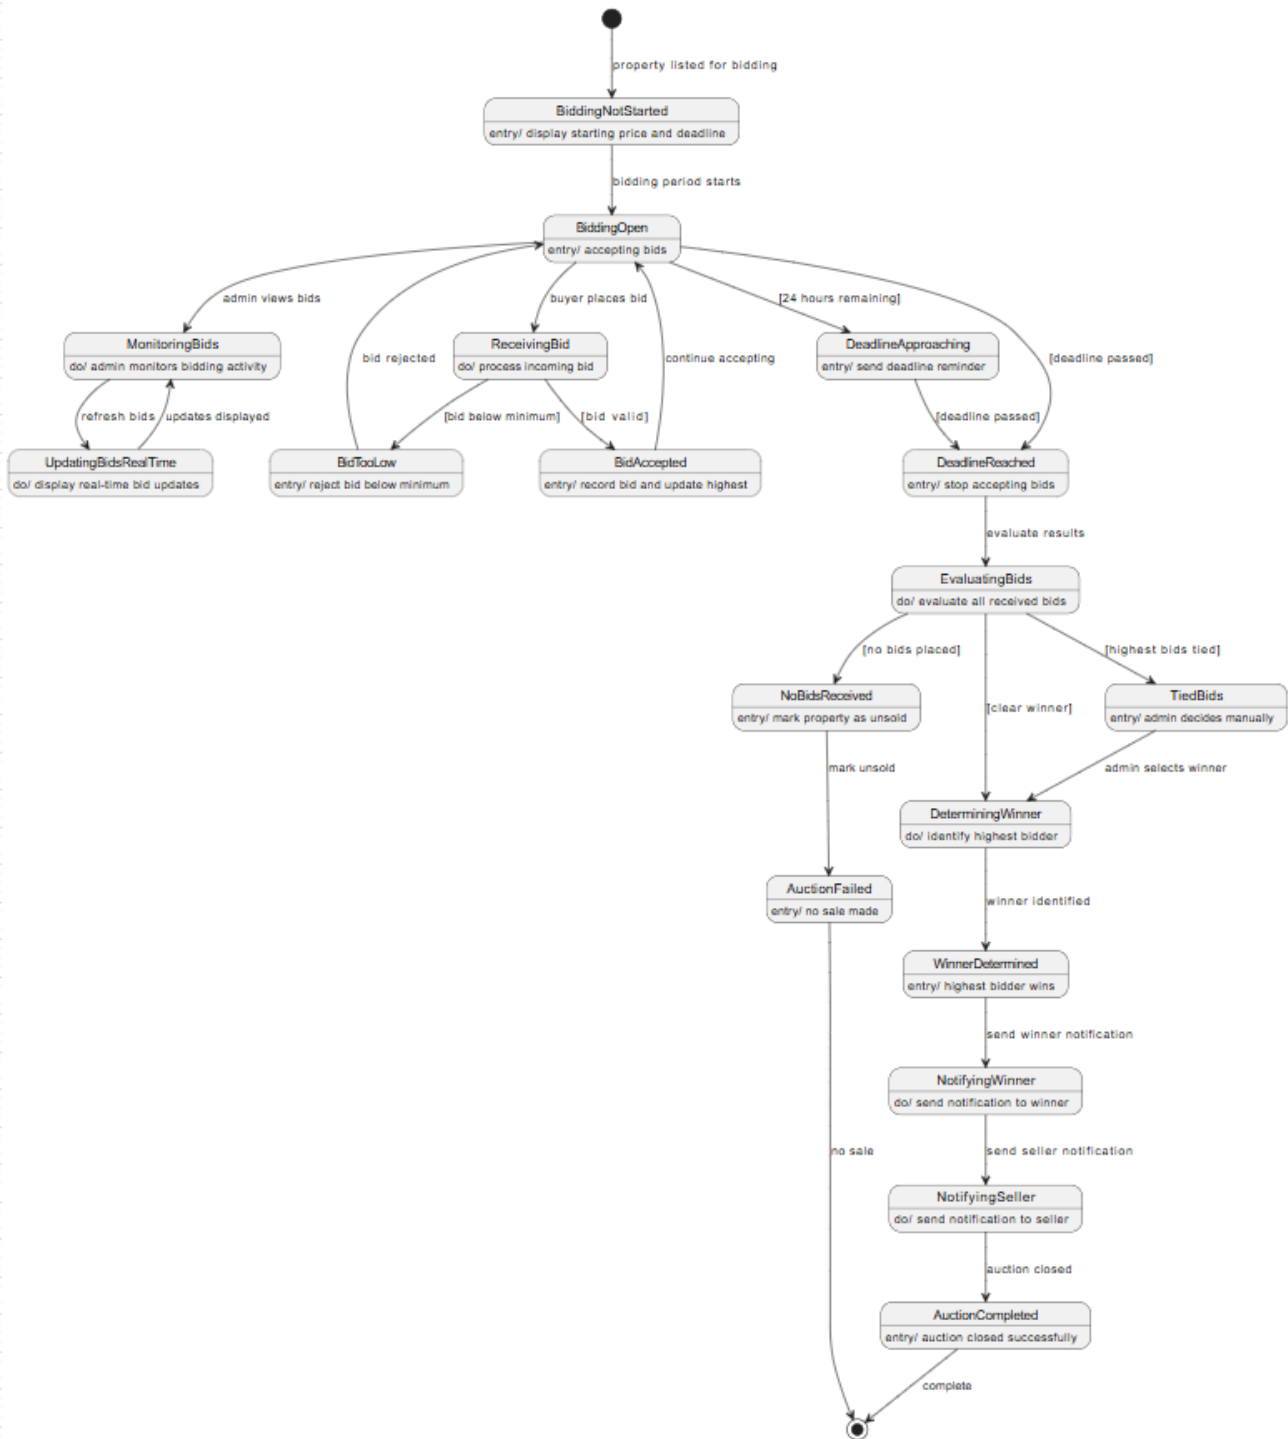 property listed for bidding
BiddingNotStarted
entry/ display starting price and deadline
bidding period starts
BiddingOpen
entry/ accepting bids
admin views bids
buyer places bid
[24 hours remaining]
MonitoringBids
do/ admin monitors bidding activity
bid rejected
ReceivingBid
do/ process incoming bid
continue accepting
DeadlineApproaching
entry/ send deadline reminder
[deadline passed]
refresh bids
updates displayed
[bid below minimum]
[bid valid]
[deadline passed]
UpdatingBidsRealTime
do/ display real-time bid updates
BidTooLow
entry/ reject bid below minimum
BidAccepted
entry/ record bid and update highest
DeadlineReached
entry/ stop accepting bids
evaluate results
EvaluatingBids
do/ evaluate all received bids
[no bids placed]
[highest bids tied]
NoBidsReceived
entry/ mark property as unsold
[clear winner]
TiedBids
entry/ admin decides manually
mark unsold
admin selects winner
DeterminingWinner
do/ identify highest bidder
AuctionFailed
entry/ no sale made
winner identified
WinnerDetermined
entry/ highest bidder wins
send winner notification
NotifyingWinner
do/ send notification to winner
no sale
send seller notification
NotifyingSeller
do/ send notification to seller
auction closed
AuctionCompleted
entry/ auction closed successfully
complete